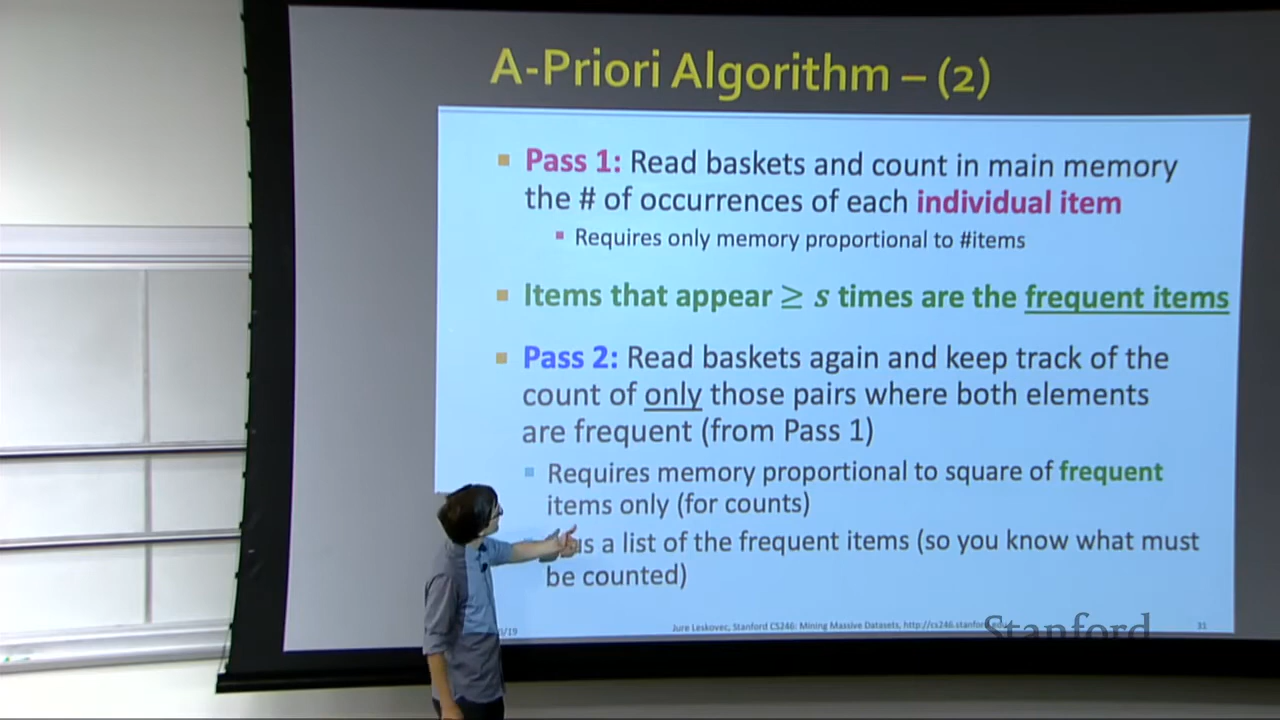 A-Priori Algorithm – (2)
Pass 1: Read baskets and count in main memory
the # of occurrences of each individual item
Requires only memory proportional to #items
Items that appear ≥ s times are the frequent items
Pass 2: Read baskets again and keep track of the
count of only those pairs where both elements
are frequent (from Pass 1)
Requires memory proportional to square of frequent
items only (for counts)
a list of the frequent items (so you know what must
be counted)
/19
Jure Leskovec, Stanford CS246: Mining Massive Datasets, http://cs246.stanford.edu
31
Stanford